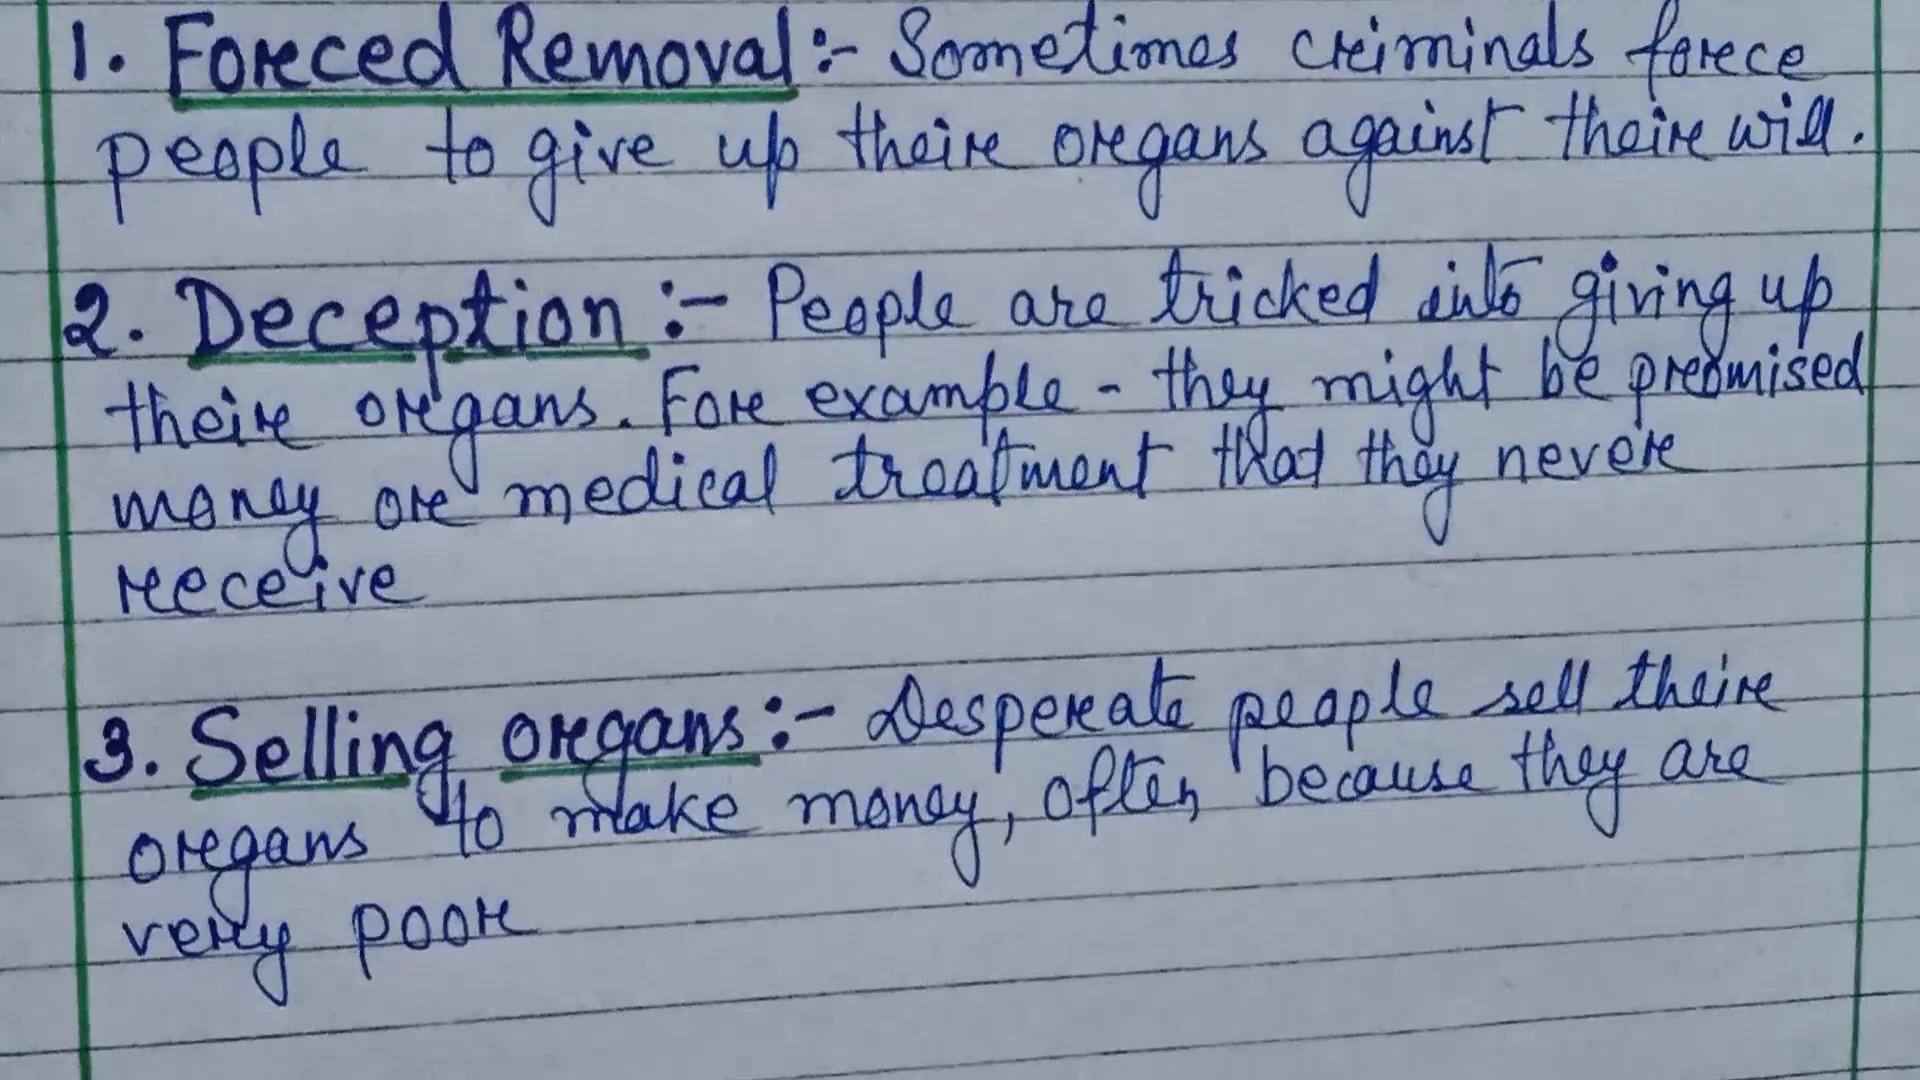 1. Forced Removal :- Sometimes criminals force
people to give up their organs against their will.
2. Deception :- People are tricked into giving up
their organs. For example - they might be promised
money or medical treatment that they never
receive
3. Selling organs :- Desperate people sell their
organs to make money, often because they are
very poor